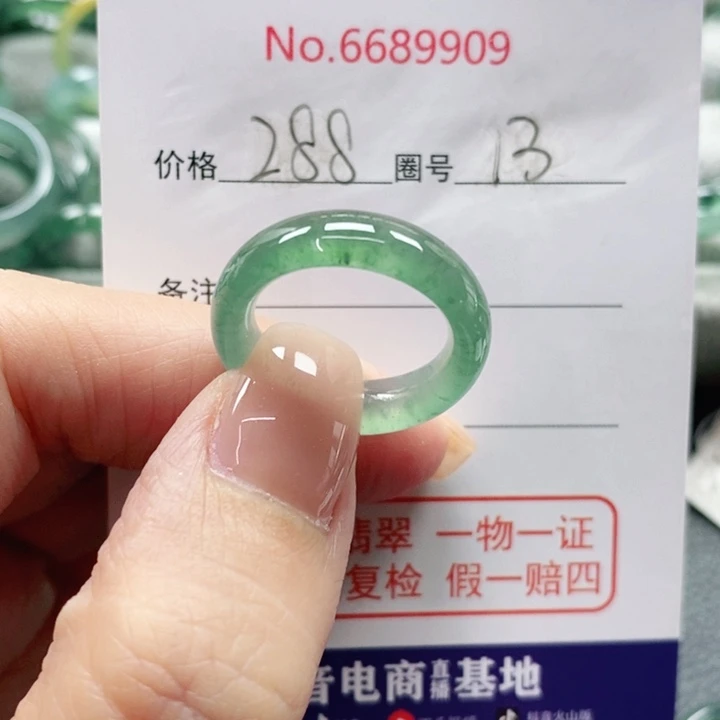 No.6689909
价格 288 圈号 13
备注
翡翠 一物一证
复检 假一赔四
音电商直播基地